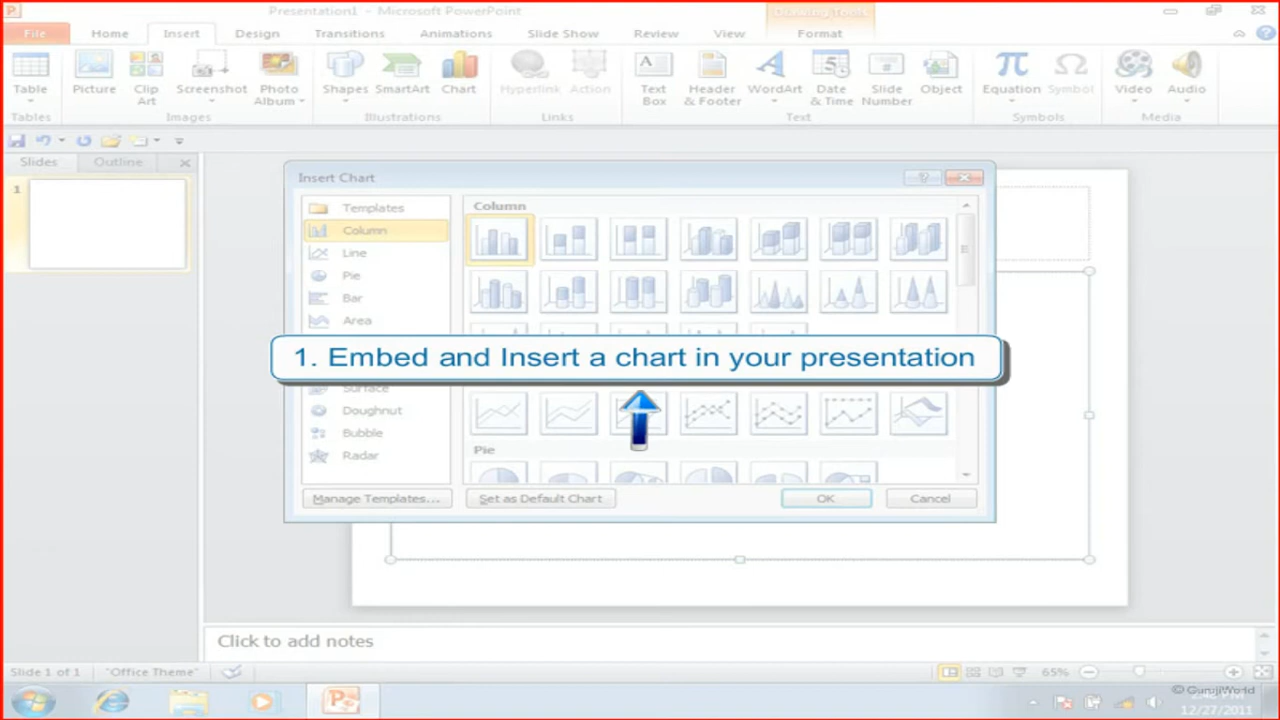 Presentation1 - Microsoft PowerPoint
Drawing Tools
File Home Insert Design Transitions Animations Slide Show Review View Format
Table Picture Clip Art Screenshot Photo Album Shapes SmartArt Chart Hyperlink Action Text Box Header & Footer WordArt Date & Time Slide Number Object Equation Symbol Video Audio
Tables Images Illustrations Links Text Symbols Media
Slides Outline
1
Insert Chart
Templates
Column
Line
Pie
Bar
Area
Surface
Doughnut
Bubble
Radar
Column
1. Embed and Insert a chart in your presentation
Pie
Manage Templates... Set as Default Chart OK Cancel
Click to add notes
Slide 1 of 1 "Office Theme" 65%
© GurujiWorld
12/27/2011